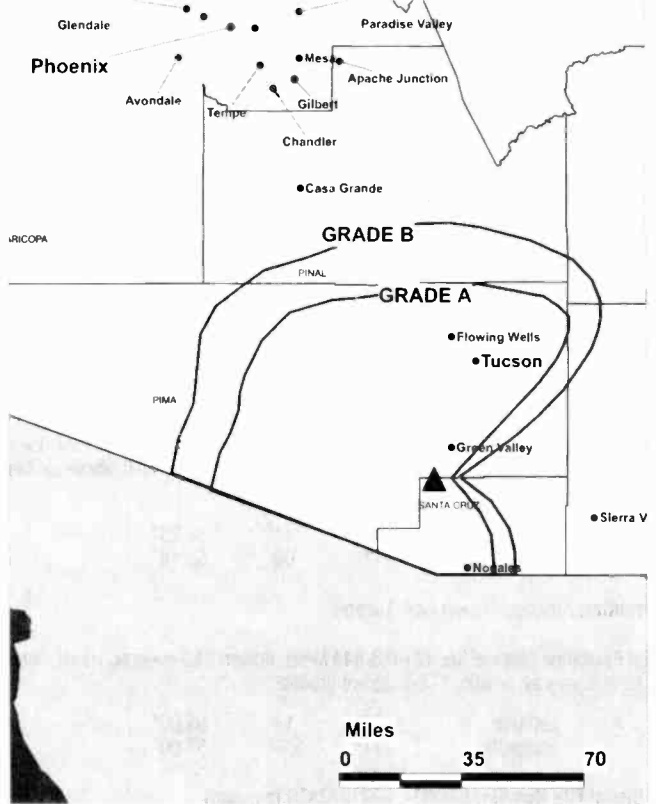 Glendale
Paradise Valley
Phoenix
Mesa
Apache Junction
Avondale
Tempe
Gilbert
Chandler
Casa Grande
ARICOPA
GRADE B
PINAL
GRADE A
Flowing Wells
Tucson
PIMA
Green Valley
SANTA CRUZ
Sierra V
Nogales
Miles
0 35 70